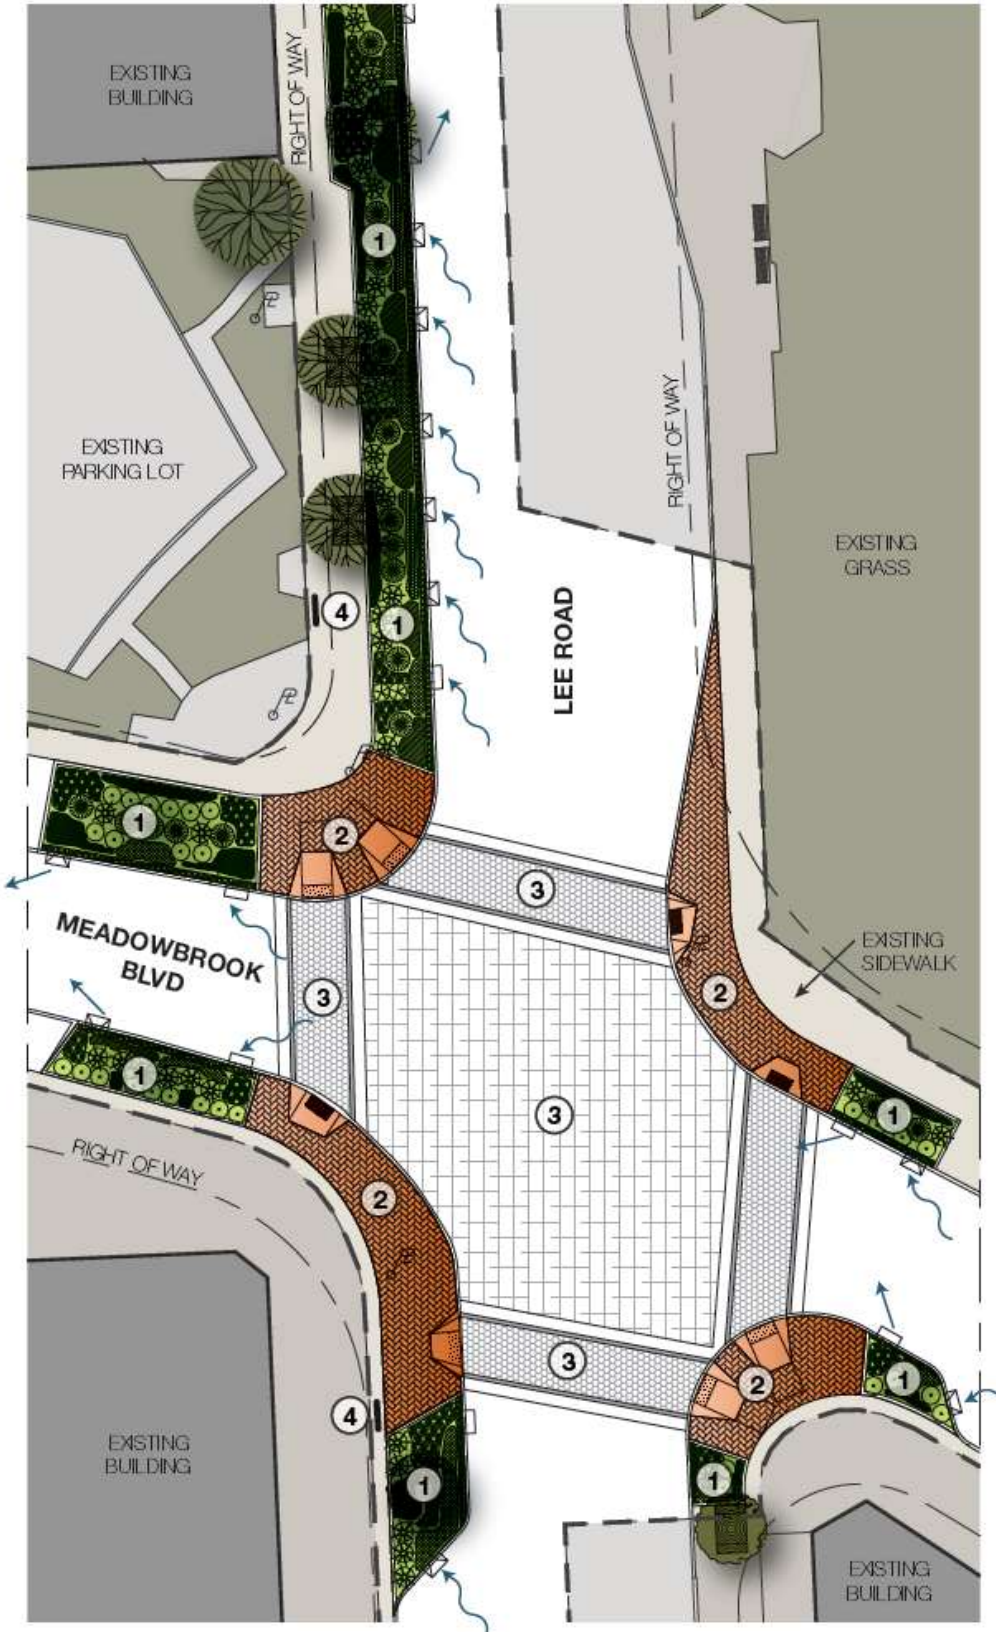 EXISTING
BUILDING
RIGHT OF WAY
1
EXISTING
PARKING LOT
RIGHT OF WAY
EXISTING
GRASS
LEE ROAD
4
1
1
2
3
MEADOWBROOK
BLVD
3
2
EXISTING
SIDEWALK
1
3
1
RIGHT OF WAY
2
3
2
1
4
EXISTING
BUILDING
1
1
EXISTING
BUILDING